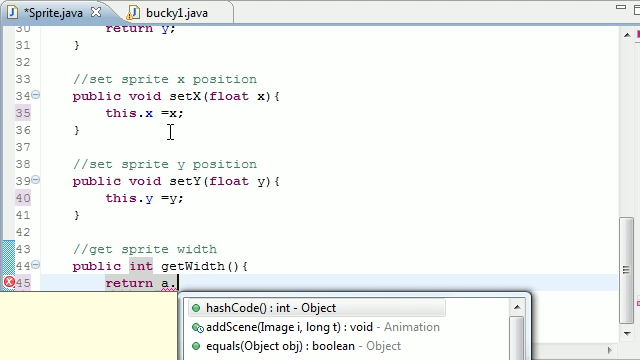 *Sprite.java bucky1.java
30 return y;
31 }
32
33 //set sprite x position
34 public void setX(float x){
35 this.x =x;
36 }
37
38 //set sprite y position
39 public void setY(float y){
40 this.y =y;
41 }
42
43 //get sprite width
44 public int getWidth(){
45 return a.
hashCode() : int - Object
addScene(Image i, long t) : void - Animation
equals(Object obj) : boolean - Object